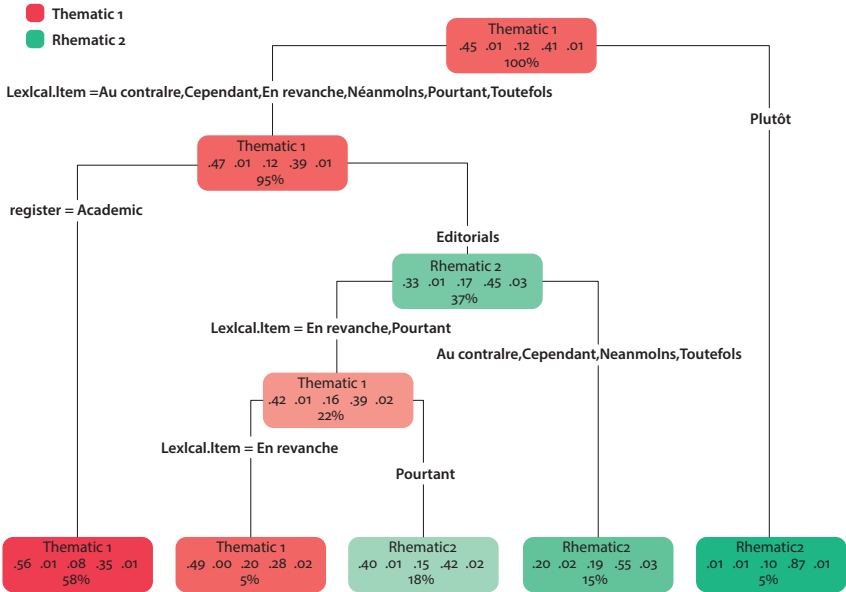 Thematic 1
Rhematic 2
Thematic 1
.45 .01 .12 .41 .01
100%
LexIcal.Item =Au contraIre,Cependant,En revanche,NéanmoIns,Pourtant,ToutefoIs
Plutôt
Thematic 1
.47 .01 .12 .39 .01
95%
register = Academic
Editorials
Rhematic 2
.33 .01 .17 .45 .03
37%
LexIcal.Item = En revanche,Pourtant
Au contraIre,Cependant,NeanmoIns,ToutefoIs
Thematic 1
.42 .01 .16 .39 .02
22%
LexIcal.Item = En revanche
Pourtant
Thematic 1
.56 .01 .08 .35 .01
58%
Thematic 1
.49 .00 .20 .28 .02
5%
Rhematic2
.40 .01 .15 .42 .02
18%
Rhematic2
.20 .02 .19 .55 .03
15%
Rhematic2
.01 .01 .10 .87 .01
5%